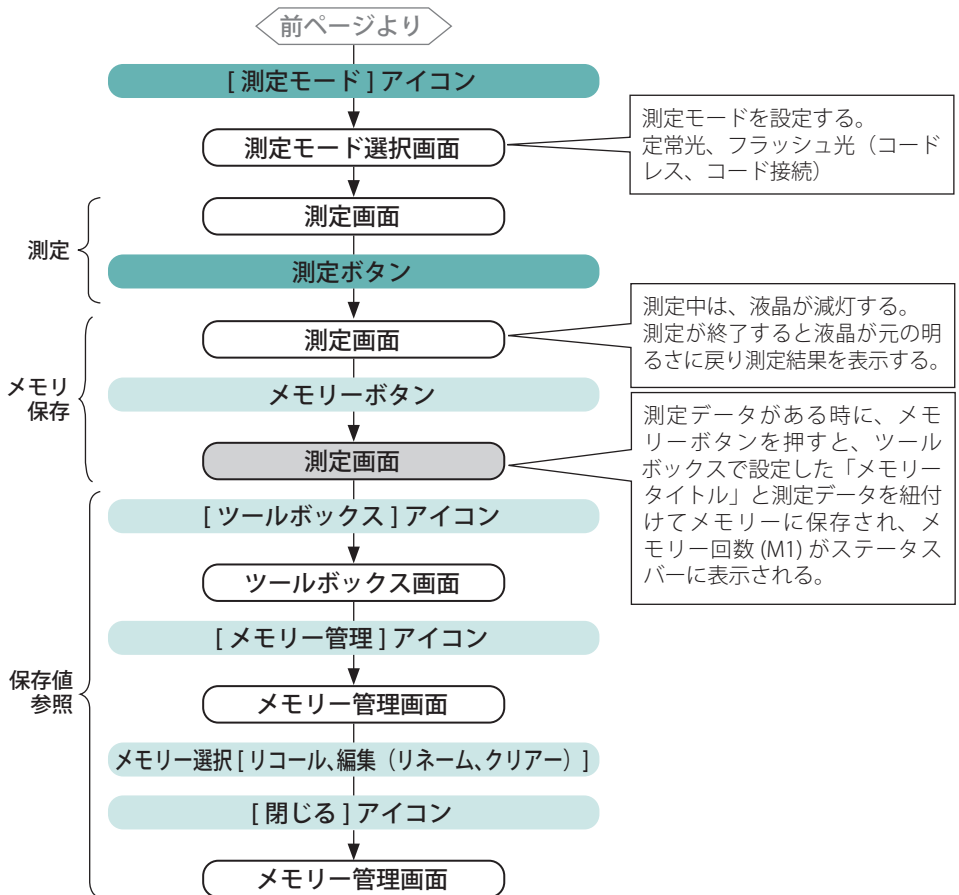 前ページより
[ 測定モード ] アイコン
測定モード選択画面
測定モードを設定する。
定常光、フラッシュ光（コード
レス、コード接続）
測定
測定画面
測定ボタン
メモリ
保存
測定画面
測定中は、液晶が減灯する。
測定が終了すると液晶が元の明
るさに戻り測定結果を表示する。
メモリーボタン
測定画面
測定データがある時に、メモ
リーボタンを押すと、ツール
ボックスで設定した「メモリー
タイトル」と測定データを紐付
けてメモリーに保存され、メ
モリー回数 (M1) がステータス
バーに表示される。
保存値
参照
[ ツールボックス ] アイコン
ツールボックス画面
[ メモリー管理 ] アイコン
メモリー管理画面
メモリー選択 [ リコール、編集（リネーム、クリアー）]
[ 閉じる ] アイコン
メモリー管理画面